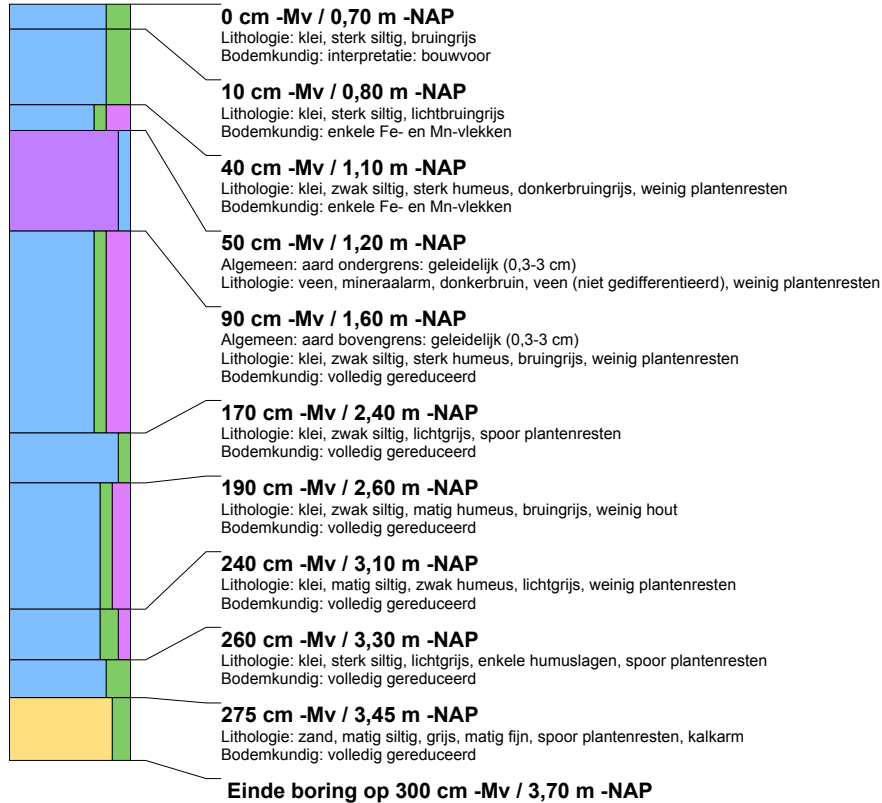 0 cm -Mv / 0,70 m -NAP
Lithologie: klei, sterk siltig, bruingrijs
Bodemkundig: interpretatie: bouwvoor
10 cm -Mv / 0,80 m -NAP
Lithologie: klei, sterk siltig, lichtbruingrijs
Bodemkundig: enkele Fe- en Mn-vlekken
40 cm -Mv / 1,10 m -NAP
Lithologie: klei, zwak siltig, sterk humeus, donkerbruingrijs, weinig plantenresten
Bodemkundig: enkele Fe- en Mn-vlekken
50 cm -Mv / 1,20 m -NAP
Algemeen: aard ondergrens: geleidelijk (0,3-3 cm)
Lithologie: veen, mineraalarm, donkerbruin, veen (niet gedifferentieerd), weinig plantenresten
90 cm -Mv / 1,60 m -NAP
Algemeen: aard bovengrens: geleidelijk (0,3-3 cm)
Lithologie: klei, zwak siltig, sterk humeus, bruingrijs, weinig plantenresten
Bodemkundig: volledig gereduceerd
170 cm -Mv / 2,40 m -NAP
Lithologie: klei, zwak siltig, lichtgrijs, spoor plantenresten
Bodemkundig: volledig gereduceerd
190 cm -Mv / 2,60 m -NAP
Lithologie: klei, zwak siltig, matig humeus, bruingrijs, weinig hout
Bodemkundig: volledig gereduceerd
240 cm -Mv / 3,10 m -NAP
Lithologie: klei, matig siltig, zwak humeus, lichtgrijs, weinig plantenresten
Bodemkundig: volledig gereduceerd
260 cm -Mv / 3,30 m -NAP
Lithologie: klei, sterk siltig, lichtgrijs, enkele humuslagen, spoor plantenresten
Bodemkundig: volledig gereduceerd
275 cm -Mv / 3,45 m -NAP
Lithologie: zand, matig siltig, grijs, matig fijn, spoor plantenresten, kalkarm
Bodemkundig: volledig gereduceerd
Einde boring op 300 cm -Mv / 3,70 m -NAP